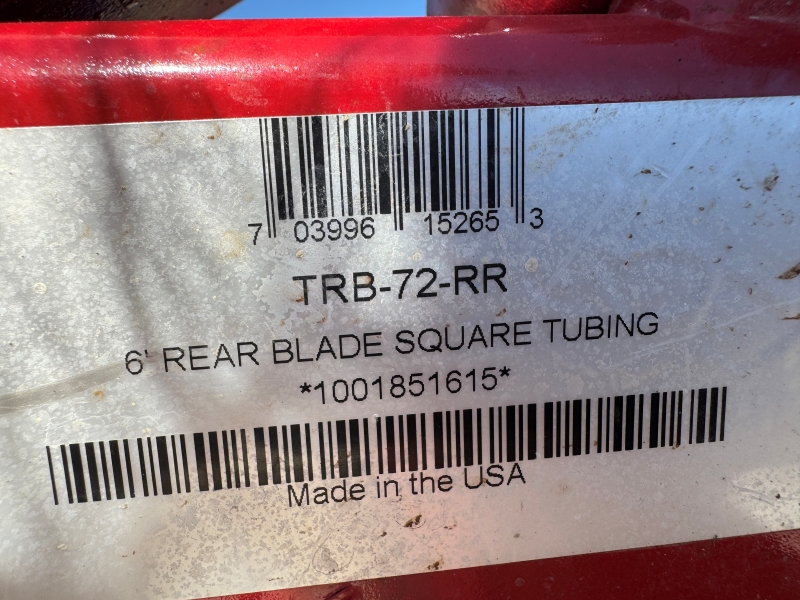 7 03996 15265 3
TRB-72-RR
6' REAR BLADE SQUARE TUBING
*1001851615*
Made in the USA